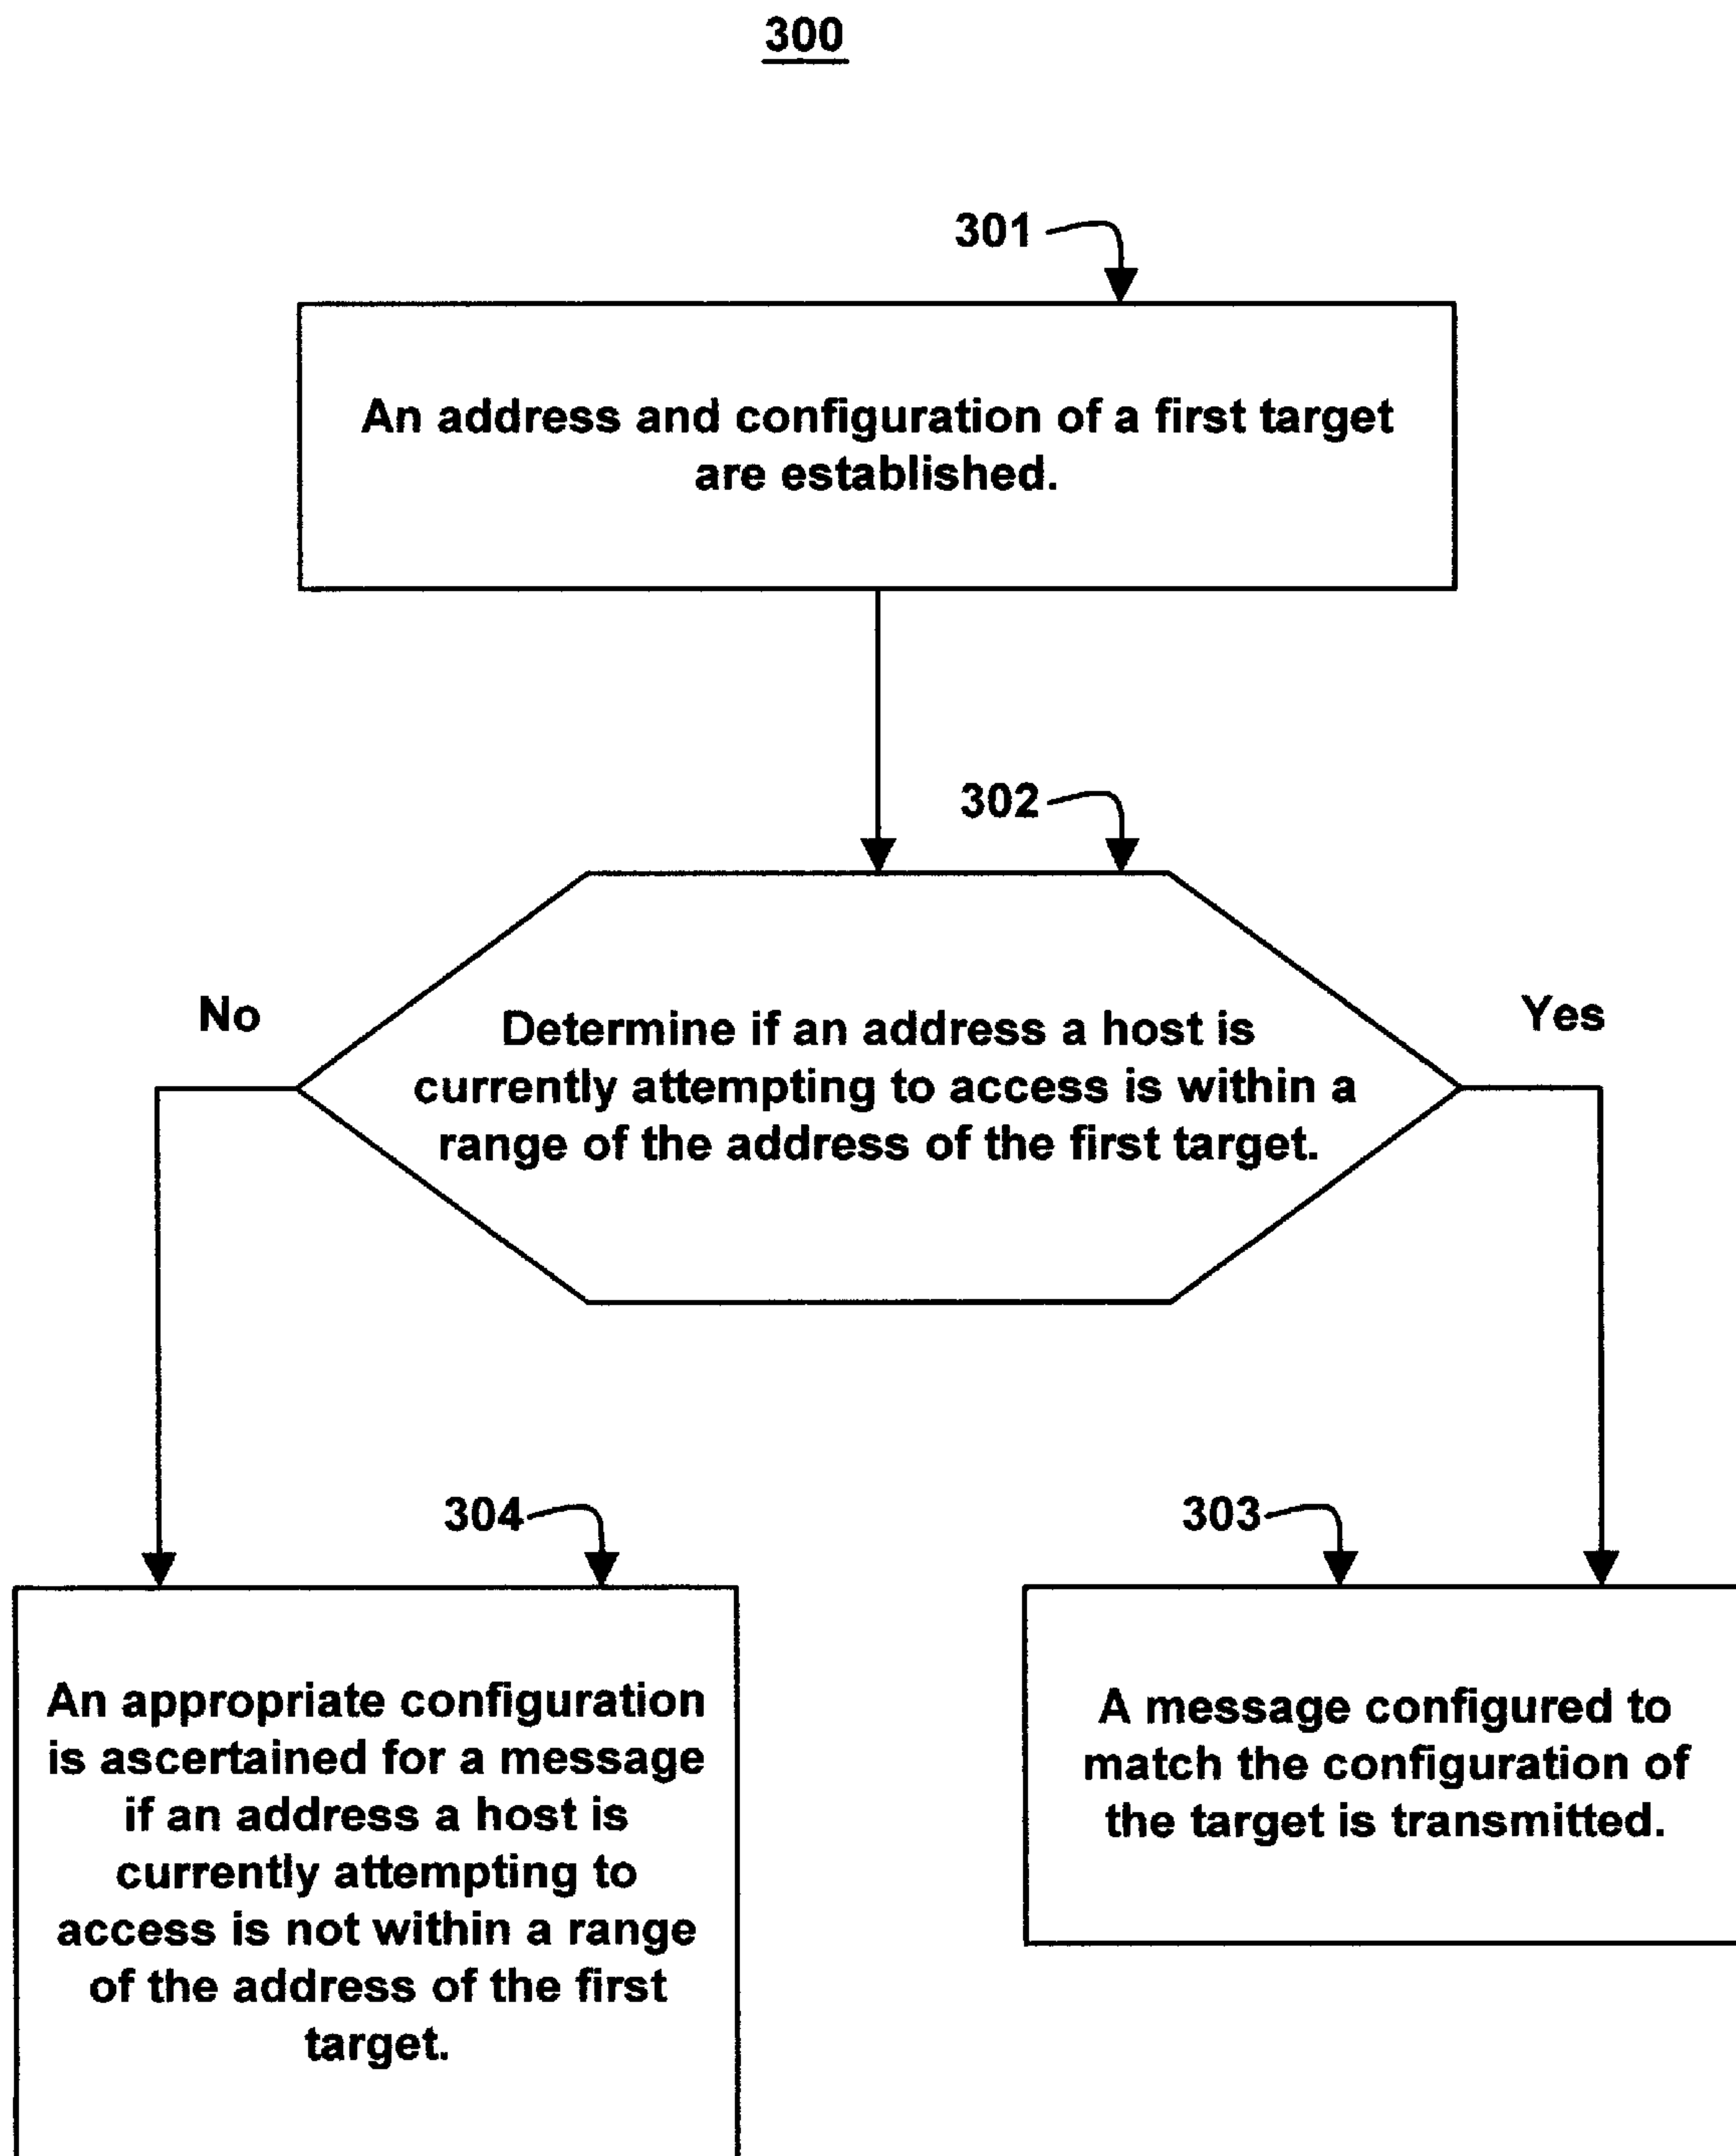 300
301
An address and configuration of a first target
are established.
302
No
Yes
Determine if an address a host is
currently attempting to access is within a
range of the address of the first target.
304
303
An appropriate configuration
is ascertained for a message
if an address a host is
currently attempting to
access is not within a range
of the address of the first
target.
A message configured to
match the configuration of
the target is transmitted.